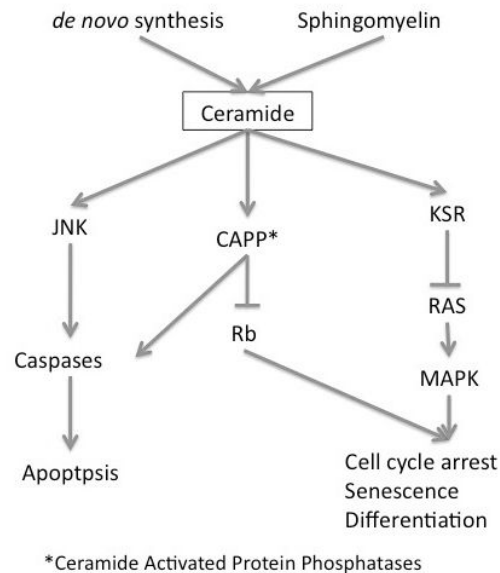 de novo synthesis
Sphingomyelin
Ceramide
JNK
CAPP*
KSR
RAS
Rb
Caspases
MAPK
Apoptpsis
Cell cycle arrest
Senescence
Differentiation
*Ceramide Activated Protein Phosphatases